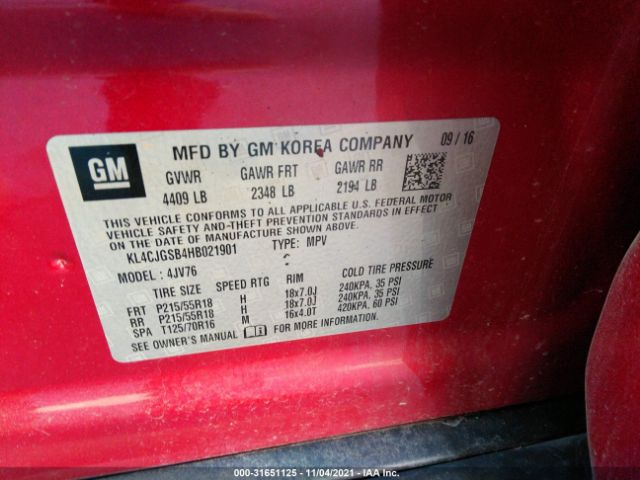 GM
MFD BY GM KOREA COMPANY 09 / 16
GVWR GAWR FRT GAWR RR
4409 LB 2348 LB 2194 LB
THIS VEHICLE CONFORMS TO ALL APPLICABLE U.S. FEDERAL MOTOR
VEHICLE SAFETY AND-THEFT PREVENTION STANDARDS IN EFFECT
ON THE DATE OF MANUFACTURE SHOWN ABOVE.
KL4CJGSB4HB021901 TYPE: MPV
MODEL : 4JV76
TIRE SIZE SPEED RTG RIM COLD TIRE PRESSURE
FRT P215/55R18 H 18x7.0J 240KPA, 35 PSI
RR P215/55R18 H 18x7.0J 240KPA, 35 PSI
SPA T125/70R16 M 16x4.0T 420KPA, 60 PSI
SEE OWNER'S MANUAL FOR MORE INFORMATION.
000-31651125 - 11/04/2021 - IAA Inc.